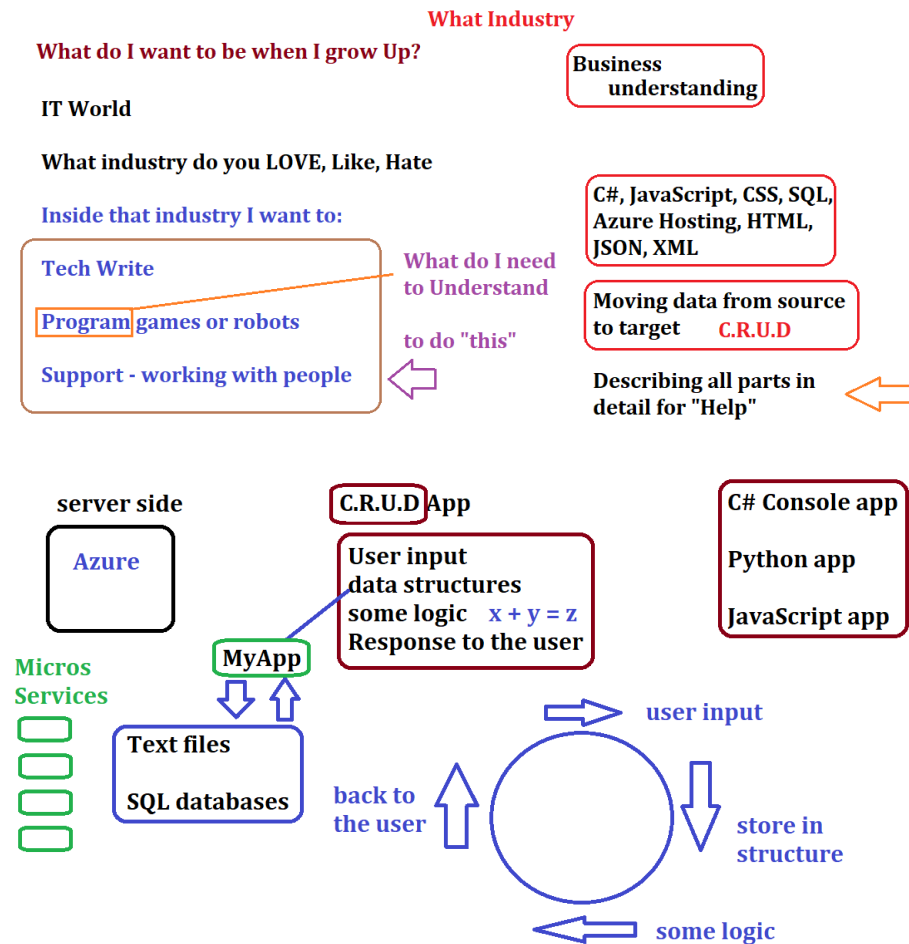 What Industry
What do I want to be when I grow Up?
Business
understanding
IT World
What industry do you LOVE, Like, Hate
Inside that industry I want to:
C#, JavaScript, CSS, SQL,
Azure Hosting, HTML,
JSON, XML
Tech Write
Program games or robots
Support - working with people
What do I need
to Understand
to do "this"
Moving data from source
to target C.R.U.D
Describing all parts in
detail for "Help"
server side
Azure
C.R.U.D App
User input
data structures
some logic x + y = z
Response to the user
C# Console app
Python app
JavaScript app
MyApp
Micros
Services
Text files
SQL databases
user input
store in
structure
some logic
back to
the user